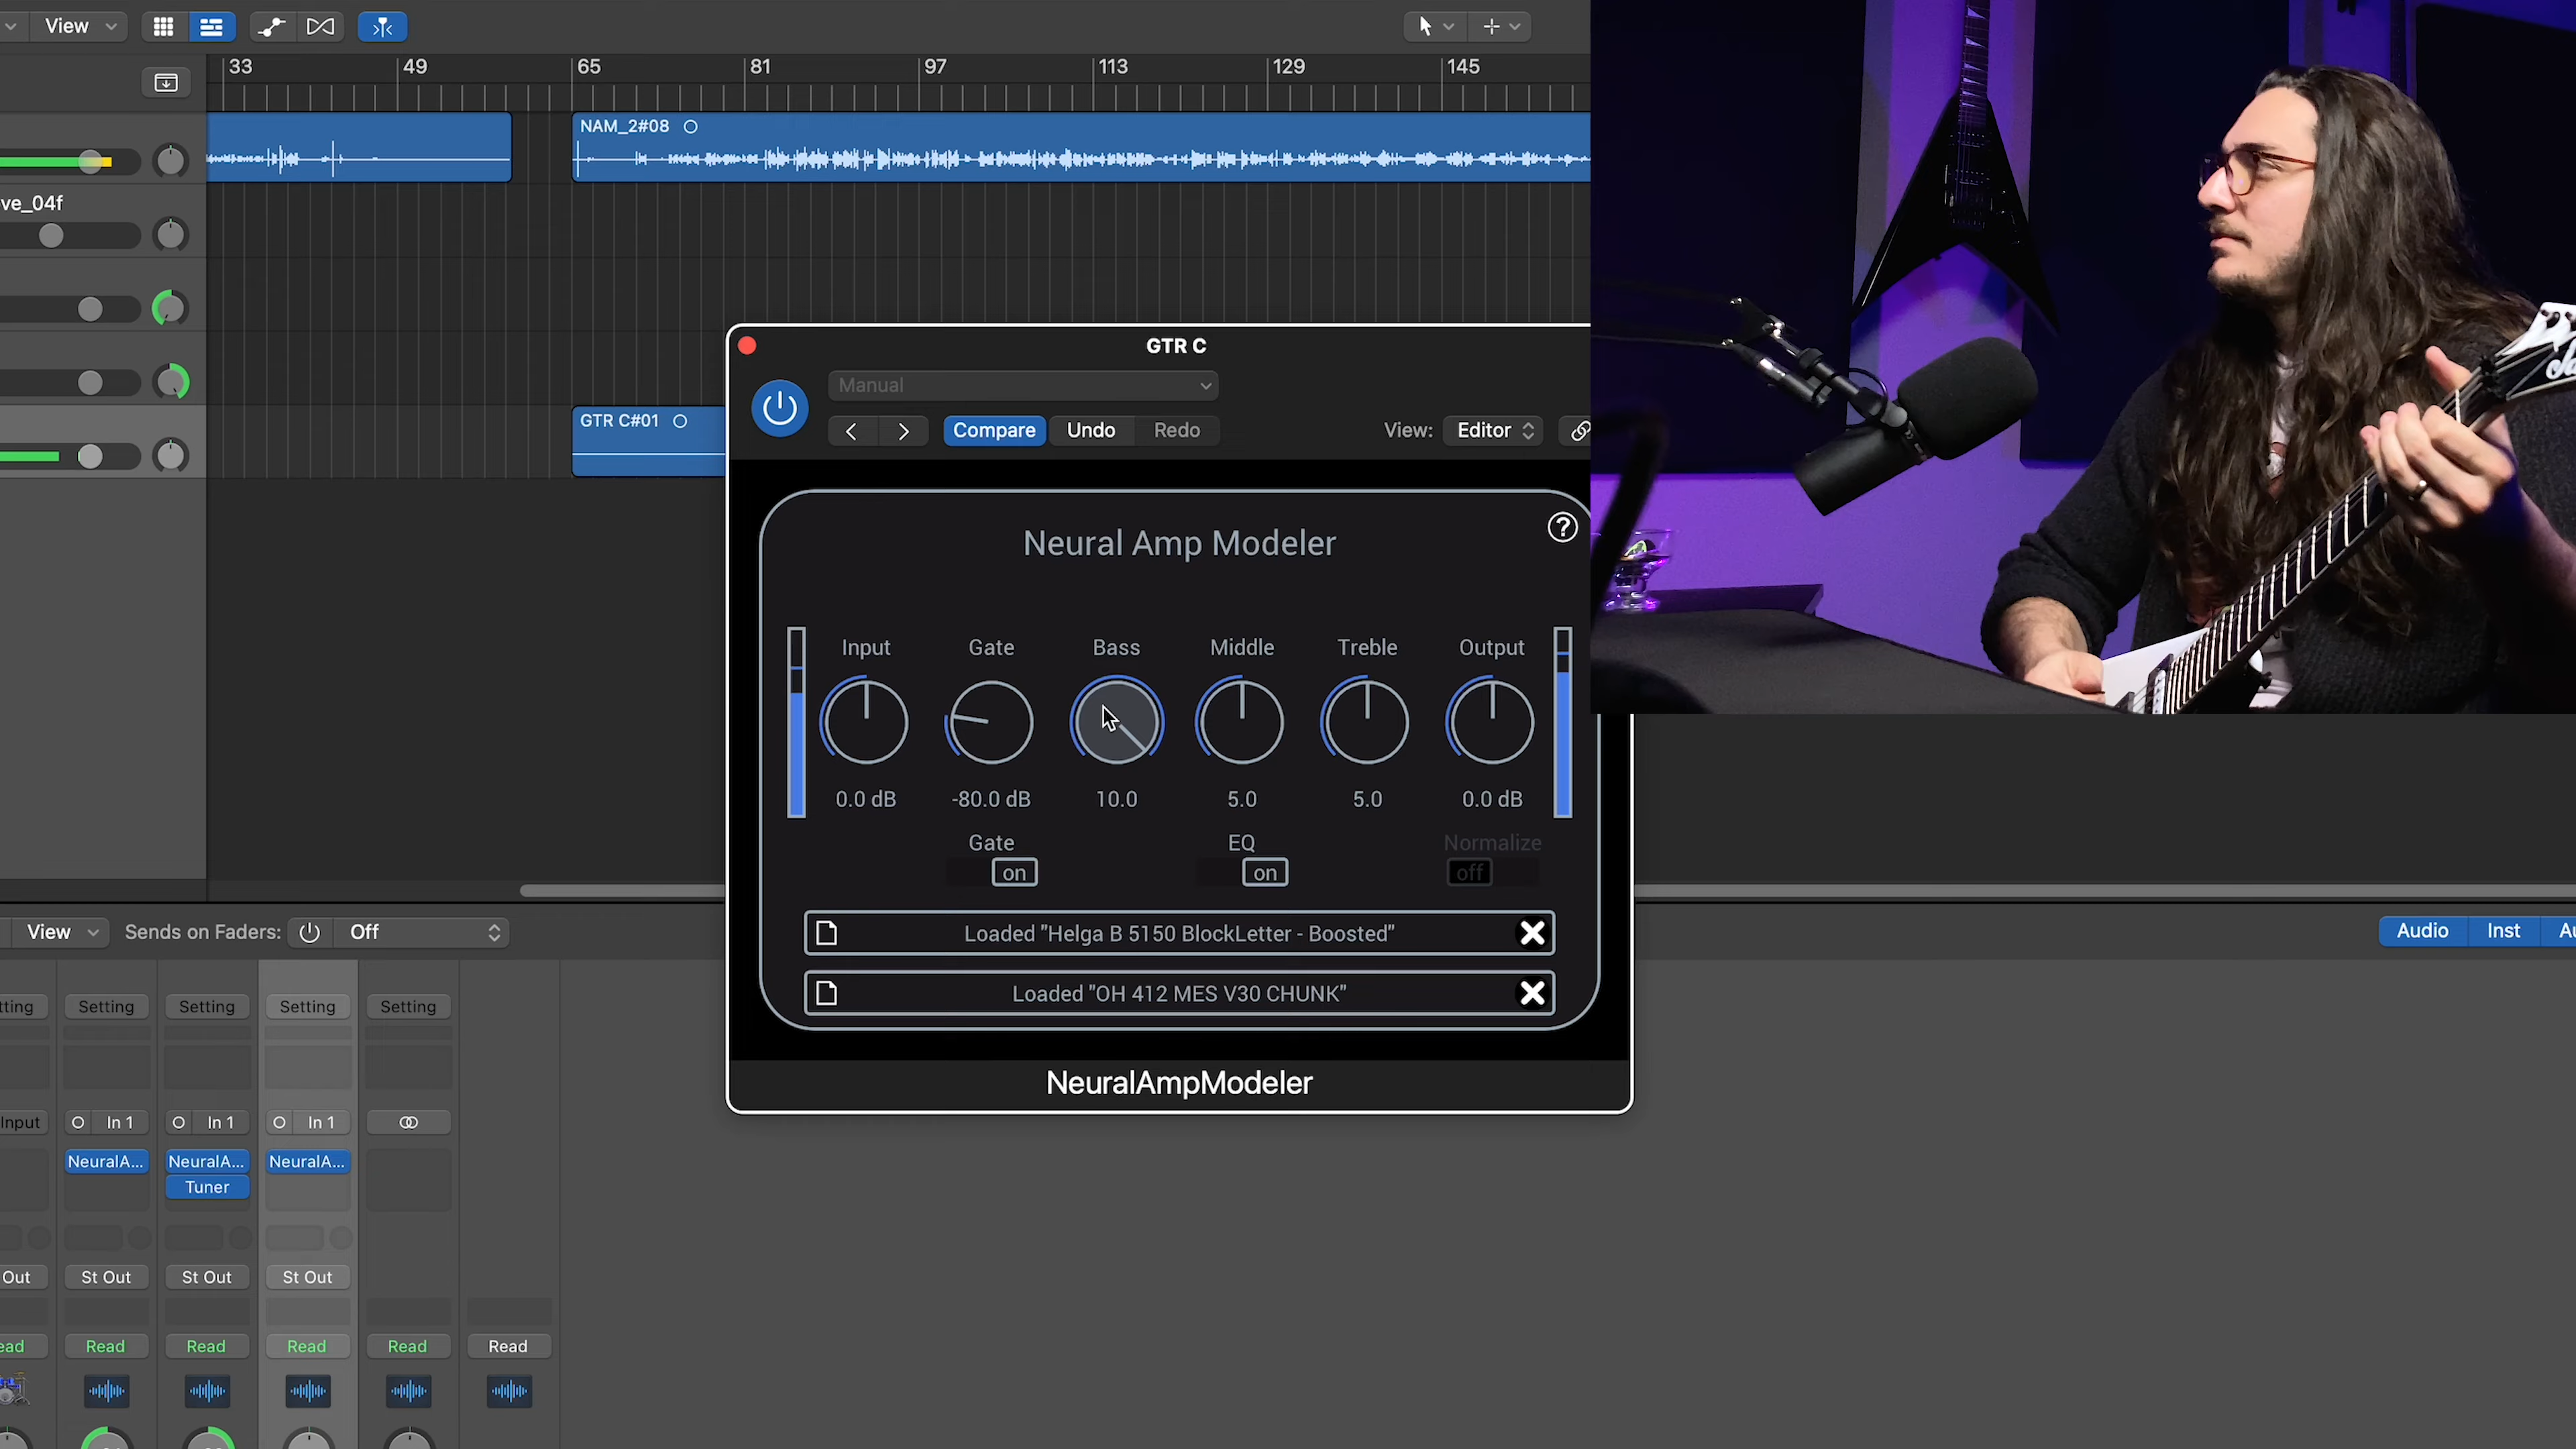 View
33 49 65 81 97 113 129 145
NAM_2#08
ve_04f
GTR C
Manual
GTR C#01
Compare Undo Redo View: Editor
Neural Amp Modeler
?
Input Gate Bass Middle Treble Output
0.0 dB -80.0 dB 10.0 5.0 5.0 0.0 dB
Gate EQ Normalize
on on off
Loaded "Helga B 5150 BlockLetter - Boosted"
Loaded "OH 412 MES V30 CHUNK"
NeuralAmpModeler
View Sends on Faders: Off Audio Inst Au
tting Setting Setting Setting Setting
Input In 1 In 1 In 1
NeuralA... NeuralA... NeuralA...
Tuner
Out St Out St Out St Out
ead Read Read Read Read Read